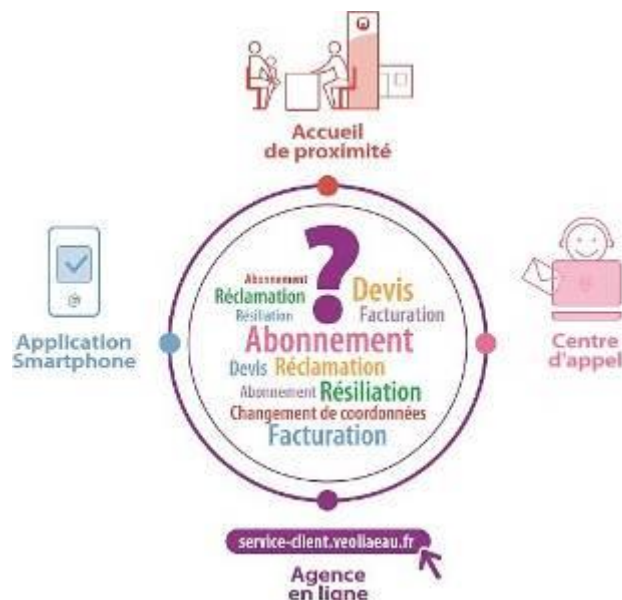 Accueil
de proximité
?
Abonnement
Réclamation
Devis
Résiliation
Facturation
Abonnement
Devis Réclamation
Abonnement Résiliation
Changement de coordonnées
Facturation
Application
Smartphone
Centre
d'appel
service-client.veoliaeau.fr
Agence
en ligne